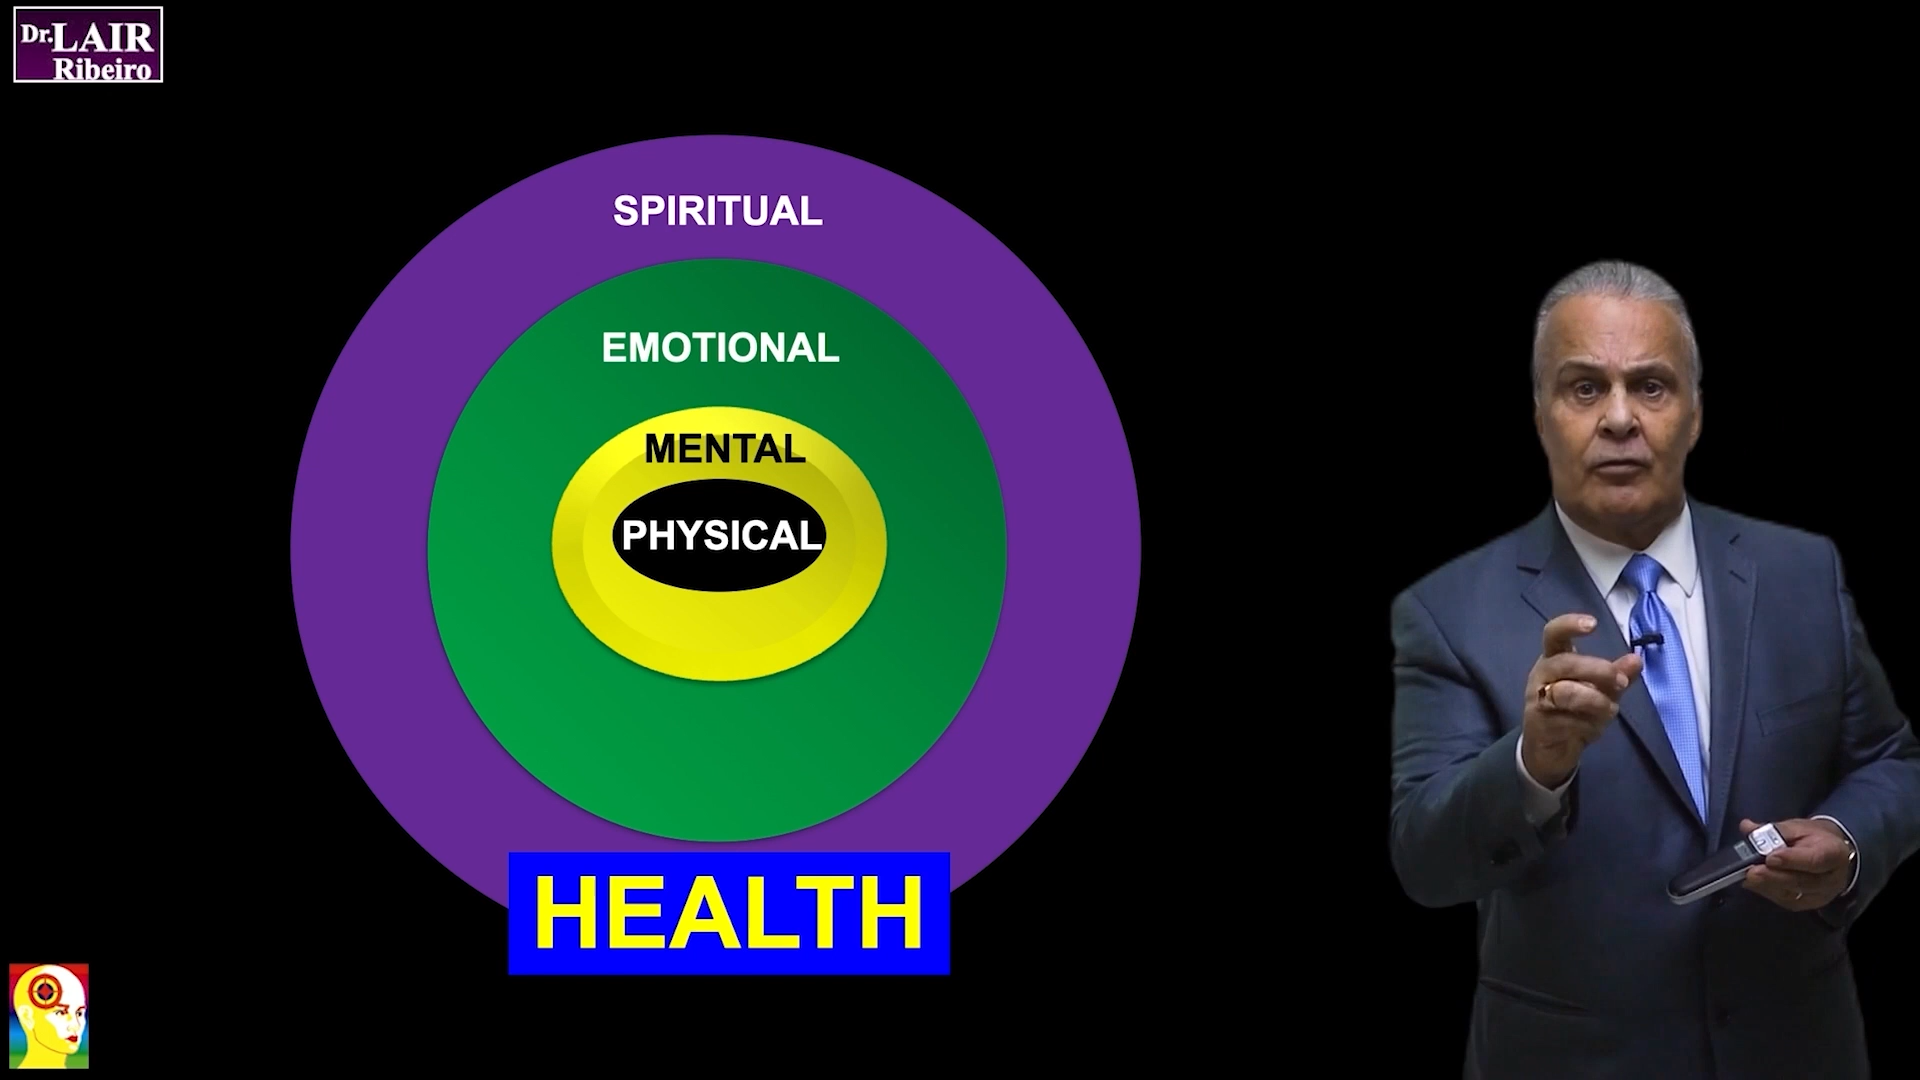 Dr.LAIR
Ribeiro
SPIRITUAL
EMOTIONAL
MENTAL
PHYSICAL
HEALTH